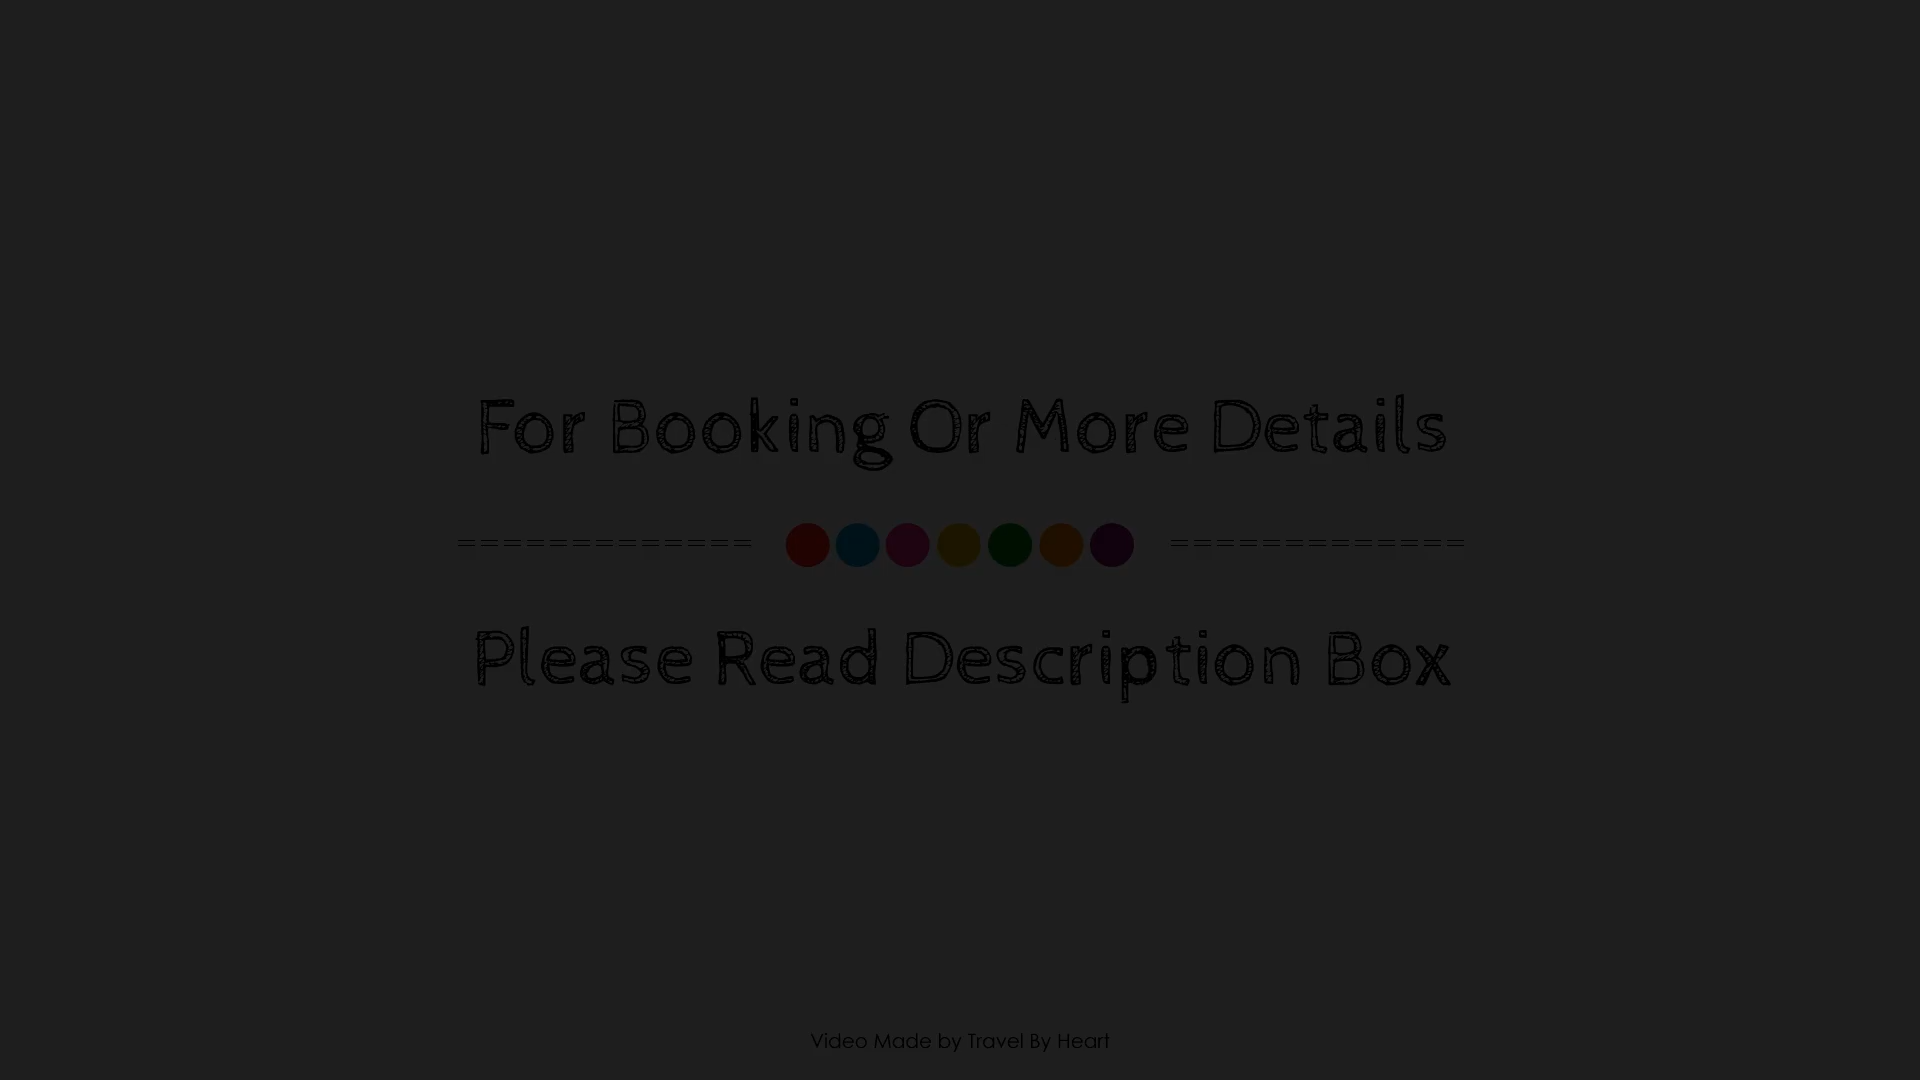 For Booking Or More Details
============= =============
Please Read Description Box
Video Made by Travel By Heart